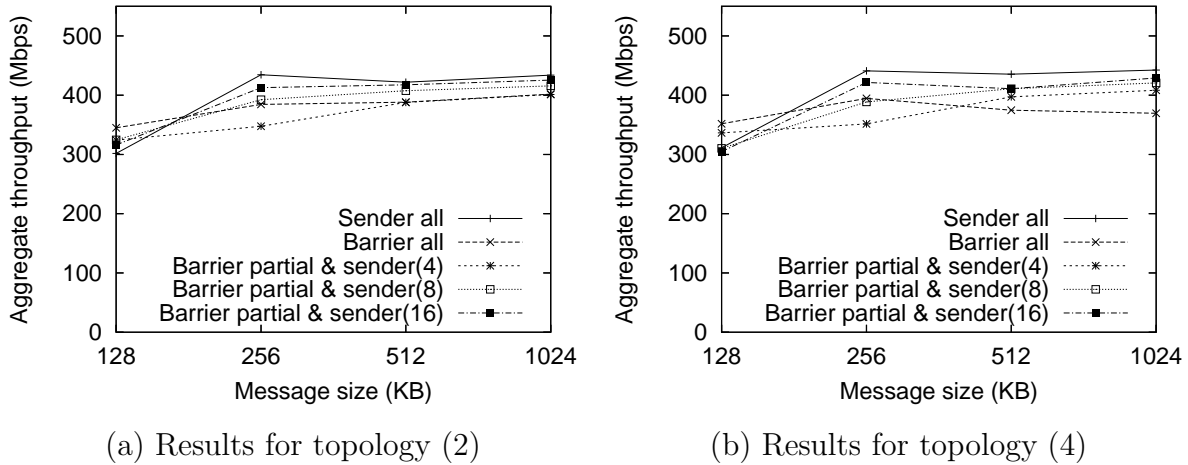 Aggregate throughput (Mbps)
500
400
300
200
100
0
Sender all
Barrier all
Barrier partial & sender(4)
Barrier partial & sender(8)
Barrier partial & sender(16)
128
256
512
1024
Message size (KB)
(a) Results for topology (2)
Aggregate throughput (Mbps)
500
400
300
200
100
0
Sender all
Barrier all
Barrier partial & sender(4)
Barrier partial & sender(8)
Barrier partial & sender(16)
128
256
512
1024
Message size (KB)
(b) Results for topology (4)